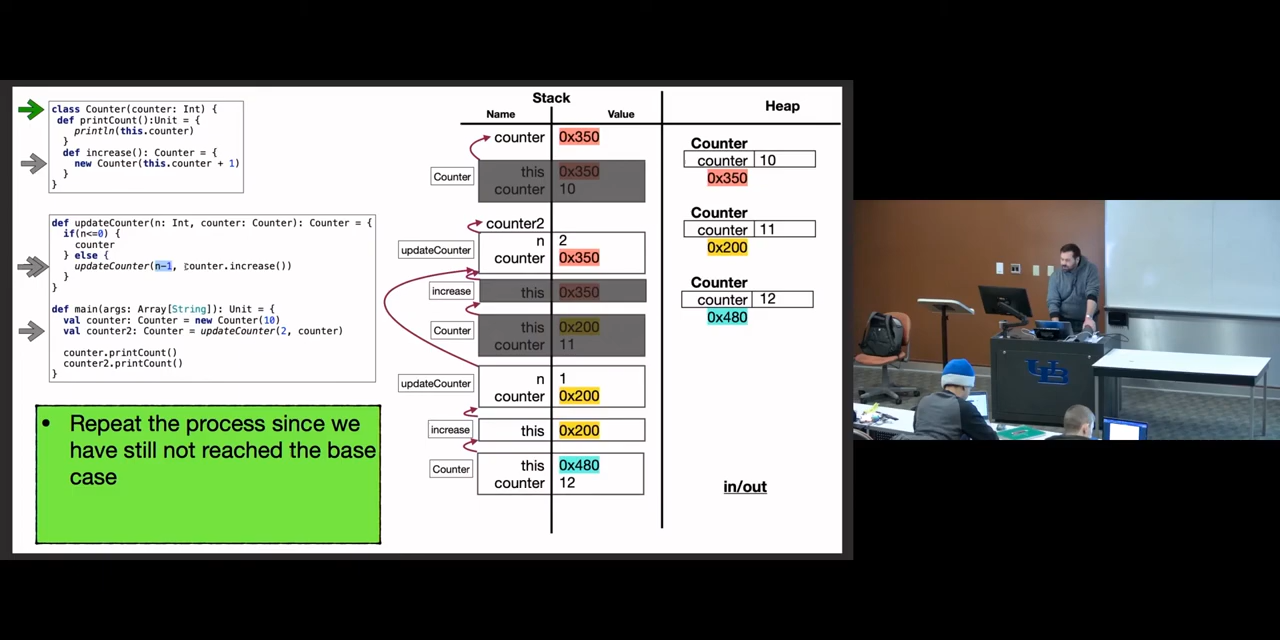 class Counter(counter: Int) {
def printCount():Unit = {
println(this.counter)
}
def increase(): Counter = {
new Counter(this.counter + 1)
}
}
def updateCounter(n: Int, counter: Counter): Counter = {
if(n<=0) {
counter
} else {
updateCounter(n-1, counter.increase())
}
}
def main(args: Array[String]): Unit = {
val counter: Counter = new Counter(10)
val counter2: Counter = updateCounter(2, counter)
counter.printCount()
counter2.printCount()
}
• Repeat the process since we
have still not reached the base
case
Stack
Name Value
counter 0x350
Counter
this 0x350
counter 10
counter2
updateCounter
n 2
counter 0x350
increase
this 0x350
Counter
this 0x200
counter 11
updateCounter
n 1
counter 0x200
increase
this 0x200
Counter
this 0x480
counter 12
Heap
Counter
counter 10
0x350
Counter
counter 11
0x200
Counter
counter 12
0x480
in/out
UB